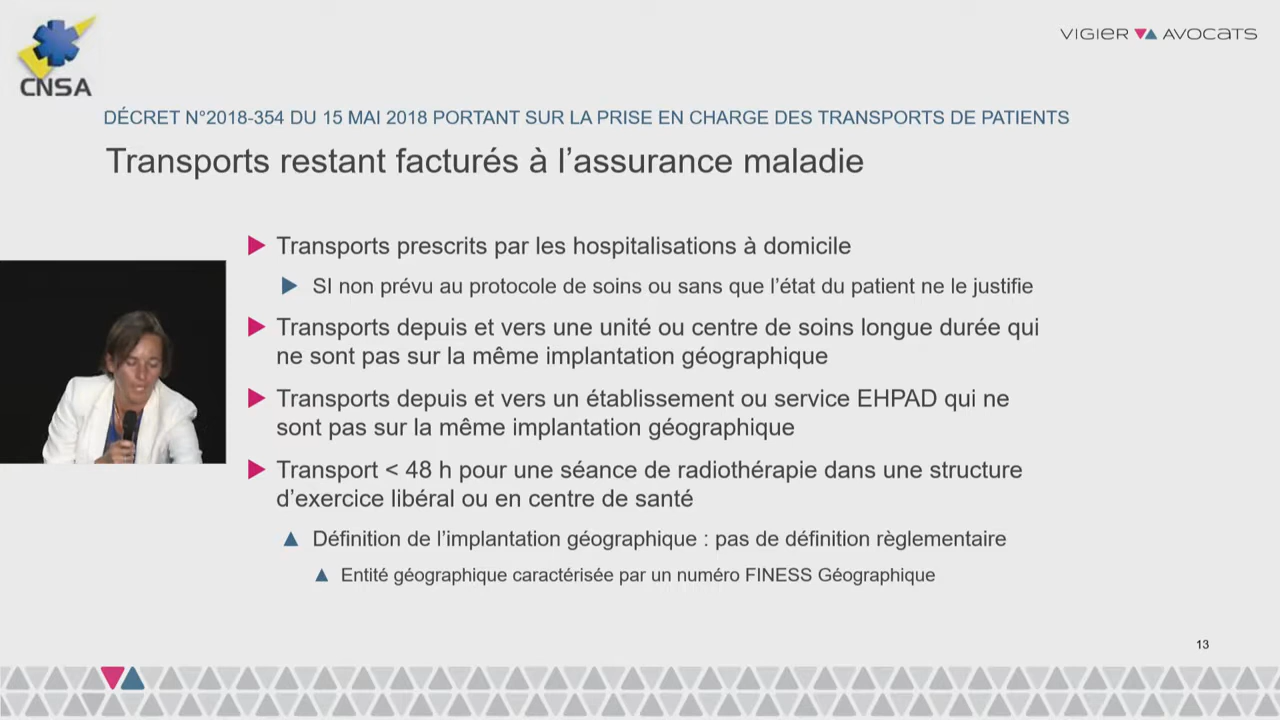 CNSA
VIGIER AVOCATS
DÉCRET N°2018-354 DU 15 MAI 2018 PORTANT SUR LA PRISE EN CHARGE DES TRANSPORTS DE PATIENTS
Transports restant facturés à l’assurance maladie
Transports prescrits par les hospitalisations à domicile
SI non prévu au protocole de soins ou sans que l’état du patient ne le justifie
Transports depuis et vers une unité ou centre de soins longue durée qui
ne sont pas sur la même implantation géographique
Transports depuis et vers un établissement ou service EHPAD qui ne
sont pas sur la même implantation géographique
Transport < 48 h pour une séance de radiothérapie dans une structure
d’exercice libéral ou en centre de santé
Définition de l’implantation géographique : pas de définition règlementaire
Entité géographique caractérisée par un numéro FINESS Géographique
13